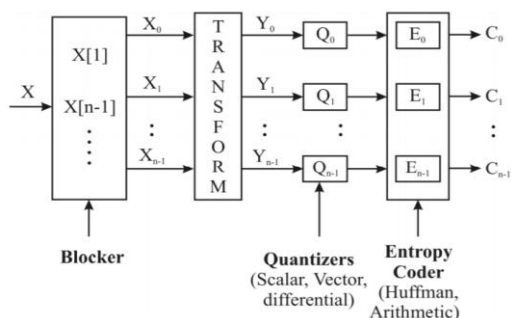 X
X[1]
X[n-1]
X₀
X₁
Xₙ₋₁
TRANSFORM
Y₀
Y₁
Yₙ₋₁
Q₀
Q₁
Qₙ₋₁
E₀
E₁
Eₙ₋₁
C₀
C₁
Cₙ₋₁
Blocker
Quantizers
(Scalar, Vector,
differential)
Entropy
Coder
(Huffman,
Arithmetic)